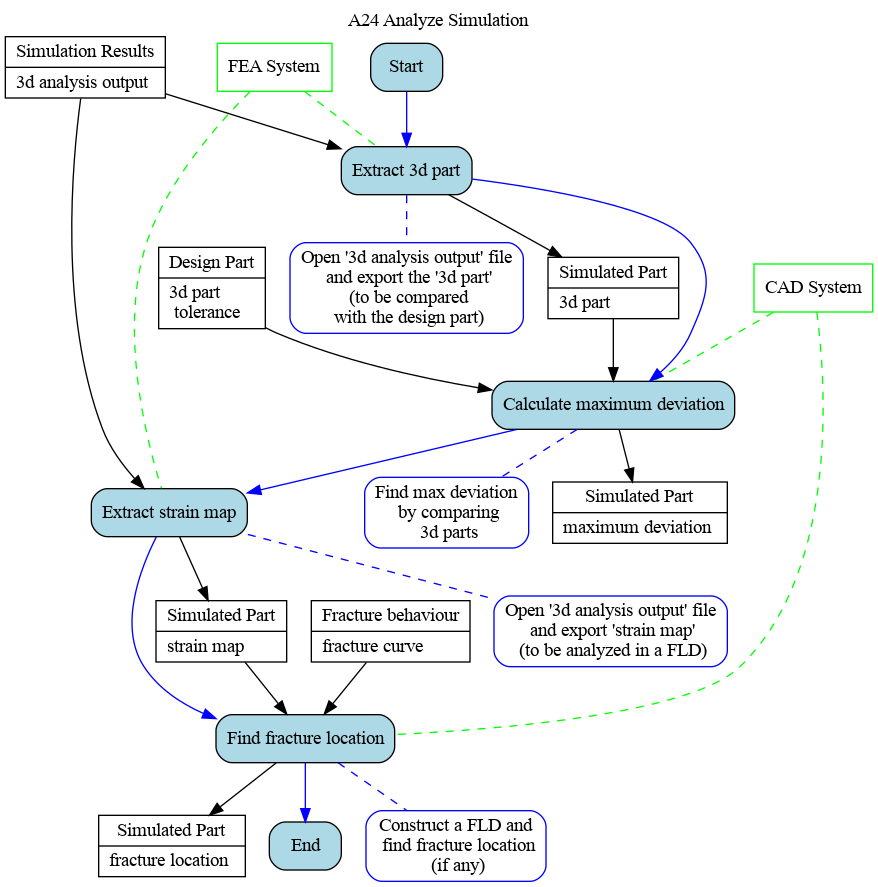 A24 Analyze Simulation
Simulation Results
3d analysis output
FEA System
Start
Extract 3d part
Design Part
3d part
tolerance
Open '3d analysis output' file
and export the '3d part'
(to be compared
with the design part)
Simulated Part
3d part
CAD System
Calculate maximum deviation
Extract strain map
Find max deviation
by comparing
3d parts
Simulated Part
maximum deviation
Simulated Part
strain map
Fracture behaviour
fracture curve
Open '3d analysis output' file
and export 'strain map'
(to be analyzed in a FLD)
Find fracture location
Simulated Part
fracture location
End
Construct a FLD and
find fracture location
(if any)